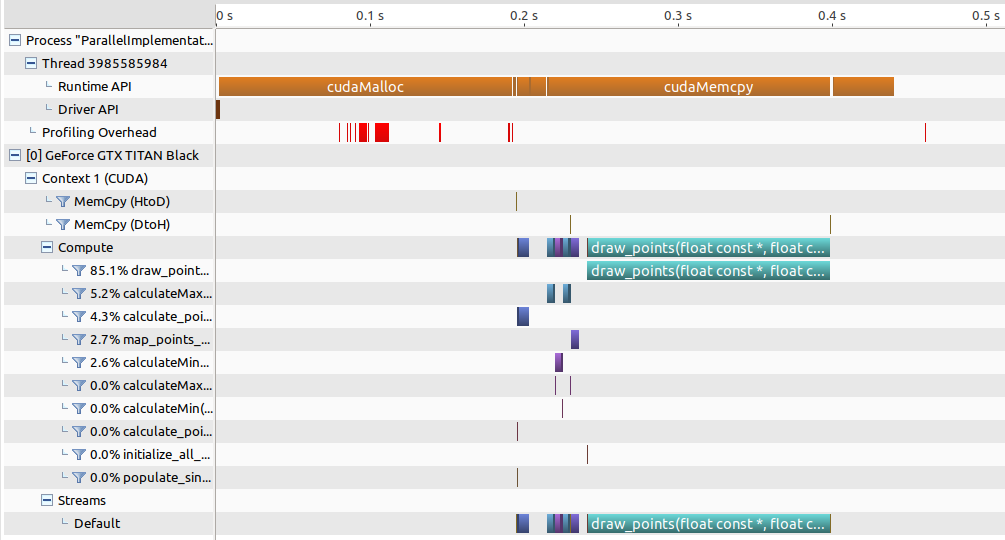 0 s 0.1 s 0.2 s 0.3 s 0.4 s 0.5 s
Process "ParallelImplementat...
Thread 3985585984
Runtime API cudaMalloc cudaMemcpy
Driver API
Profiling Overhead
[0] GeForce GTX TITAN Black
Context 1 (CUDA)
MemCpy (HtoD)
MemCpy (DtoH)
Compute draw_points(float const *, float c...
85.1% draw_point... draw_points(float const *, float c...
5.2% calculateMax...
4.3% calculate_poi...
2.7% map_points_...
2.6% calculateMin...
0.0% calculateMax...
0.0% calculateMin(...
0.0% calculate_poi...
0.0% initialize_all_...
0.0% populate_sin...
Streams
Default draw_points(float const *, float c...